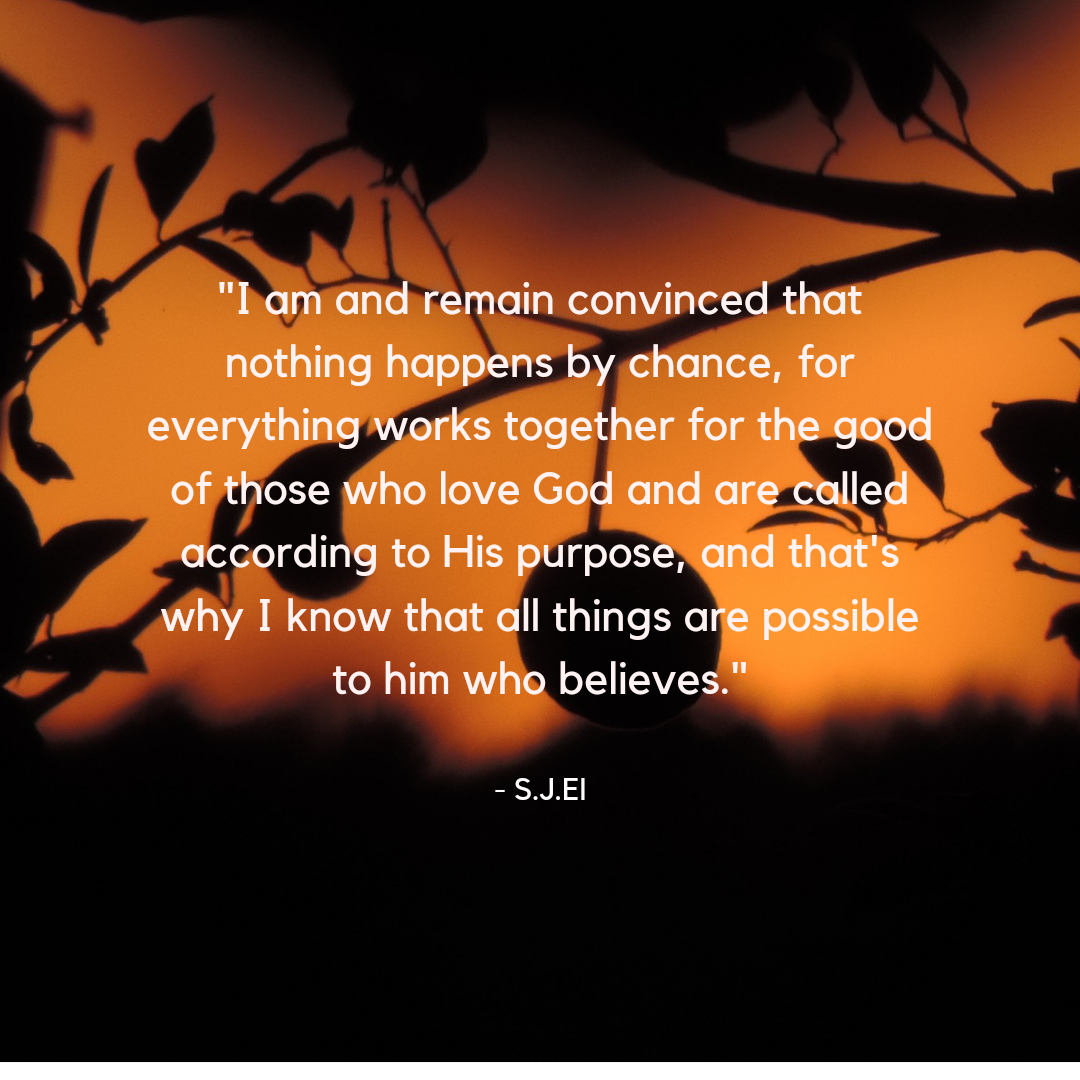 "I am and remain convinced that
nothing happens by chance, for
everything works together for the good
of those who love God and are called
according to His purpose, and that's
why I know that all things are possible
to him who believes."
- S.J.EI